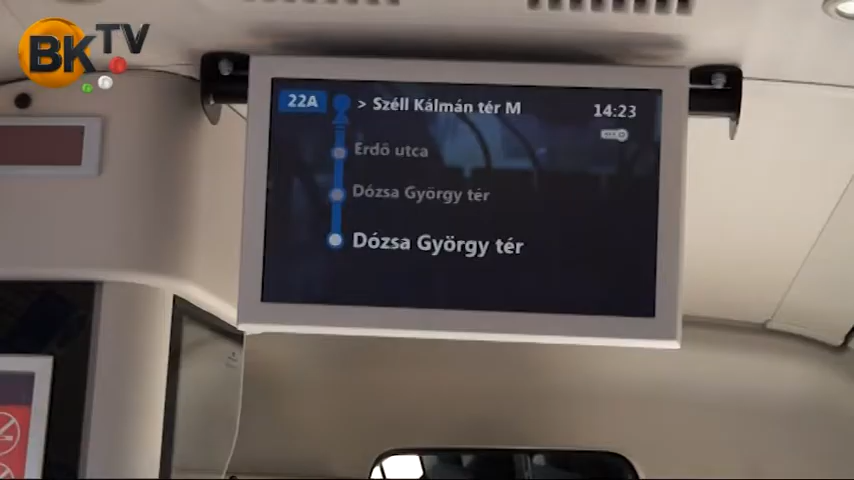 BKTV
22A > Széll Kálmán tér M 14:23
Erdő utca
Dózsa György tér
Dózsa György tér